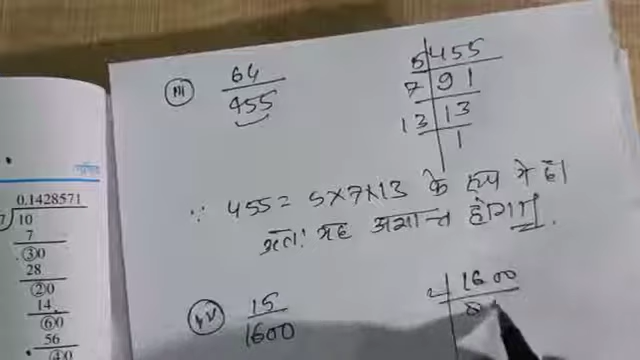 (III) 64/455
5 | 455
7 | 91
13 | 13
1
∵ 455 = 5×7×13 के रूप में है।
अतः यह असान्त होगा।
(IV) 15/1600
2 | 1600
8
0.1428571
7 ) 10
7
③0
28
②0
14
⑥0
56
④0